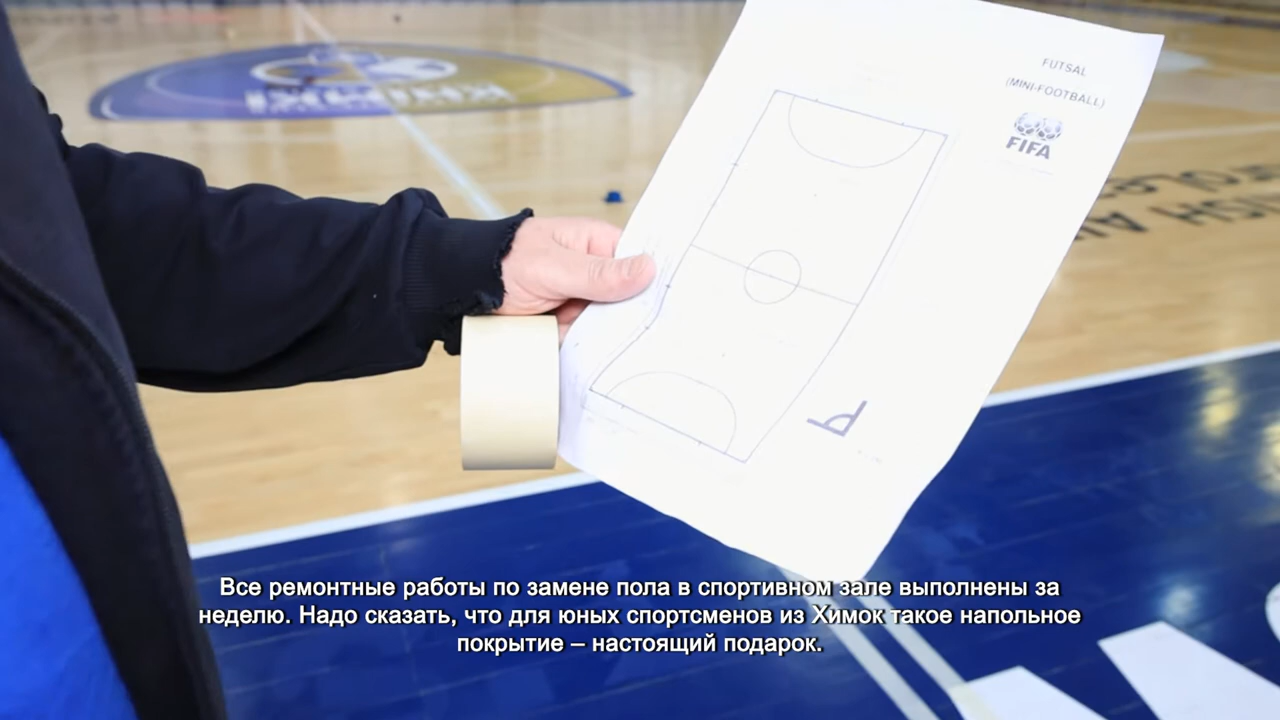 FUTSAL
(MINI-FOOTBALL)
FIFA
Все ремонтные работы по замене пола в спортивном зале выполнены за
неделю. Надо сказать, что для юных спортсменов из Химок такое напольное
покрытие – настоящий подарок.